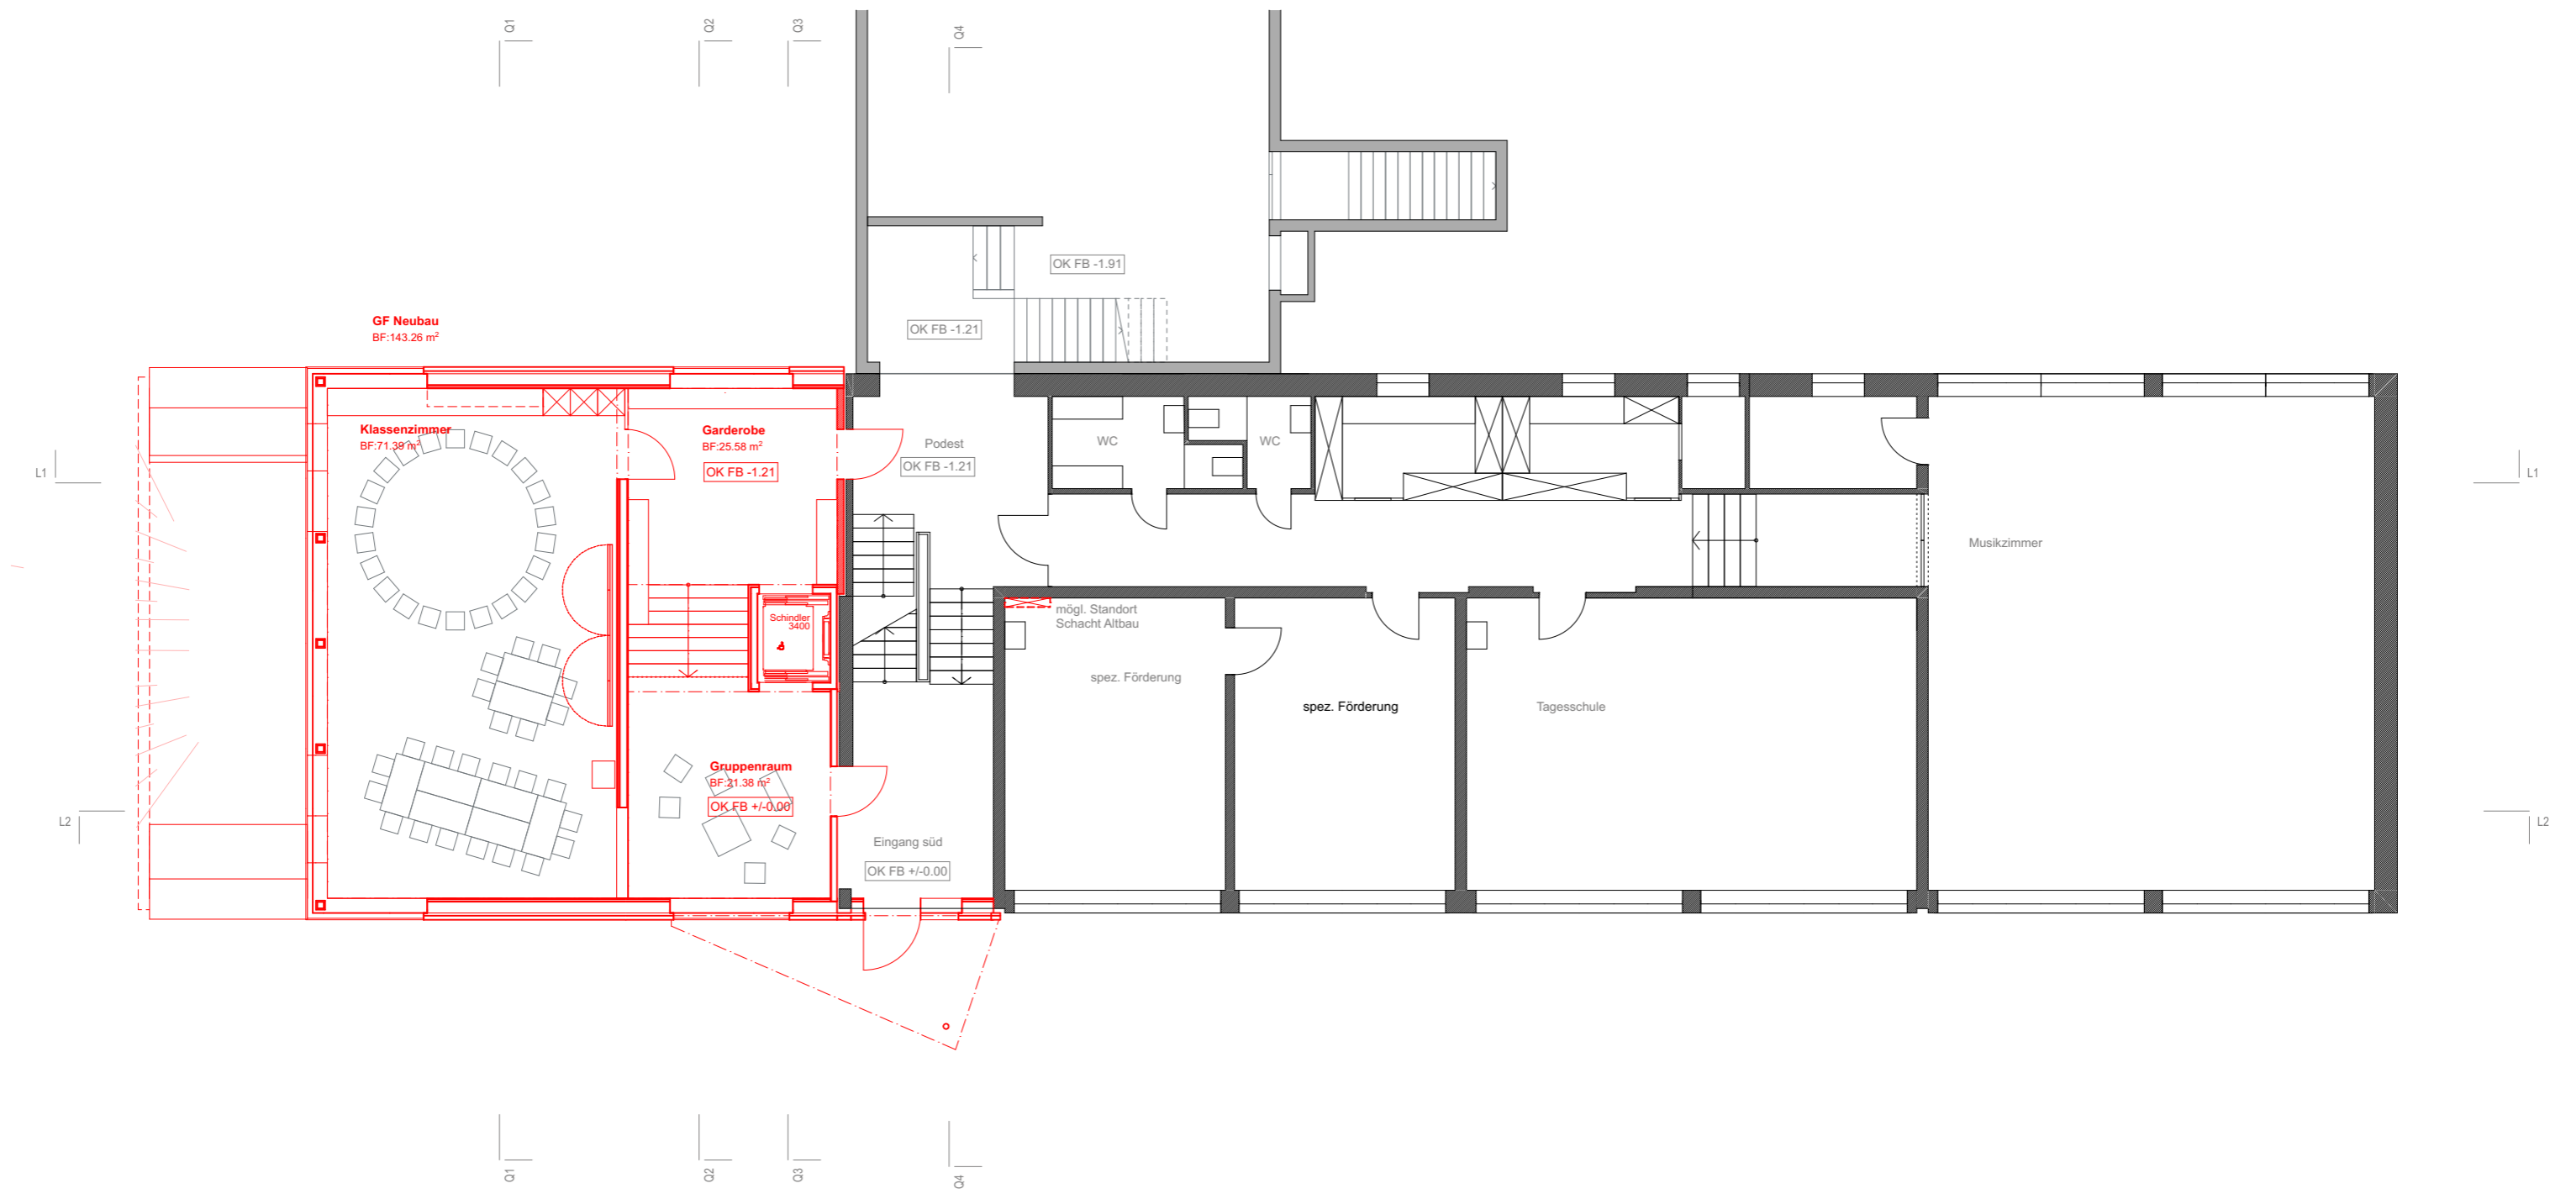 Q1
Q2
Q3
Q4
OK FB -1.91
OK FB -1.21
GF Neubau
BF:143.26 m²
Klassenzimmer
BF:71.39 m²
Garderobe
BF:25.58 m²
OK FB -1.21
Podest
OK FB -1.21
WC
WC
L1
L1
Musikzimmer
Schindler
3400
mögl. Standort
Schacht Altbau
spez. Förderung
spez. Förderung
Tagesschule
Gruppenraum
BF:21.38 m²
OK FB +/-0.00
L2
L2
Eingang süd
OK FB +/-0.00
Q1
Q2
Q3
Q4